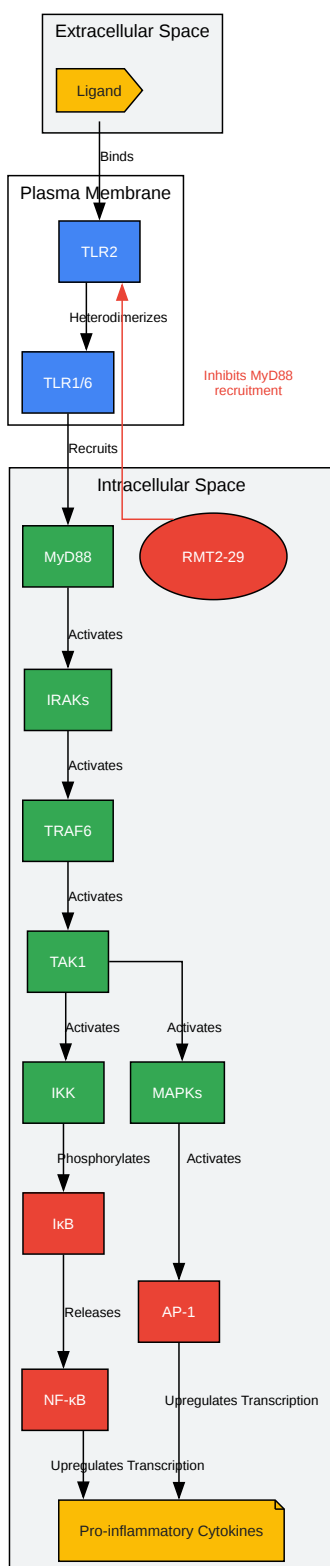 Extracellular Space
Ligand
Binds
Plasma Membrane
TLR2
Heterodimerizes
TLR1/6
Inhibits MyD88
recruitment
Recruits
Intracellular Space
MyD88
RMT2-29
Activates
IRAKs
Activates
TRAF6
Activates
TAK1
Activates
Activates
IKK
MAPKs
Phosphorylates
Activates
IκB
Releases
AP-1
NF-κB
Upregulates Transcription
Upregulates Transcription
Pro-inflammatory Cytokines